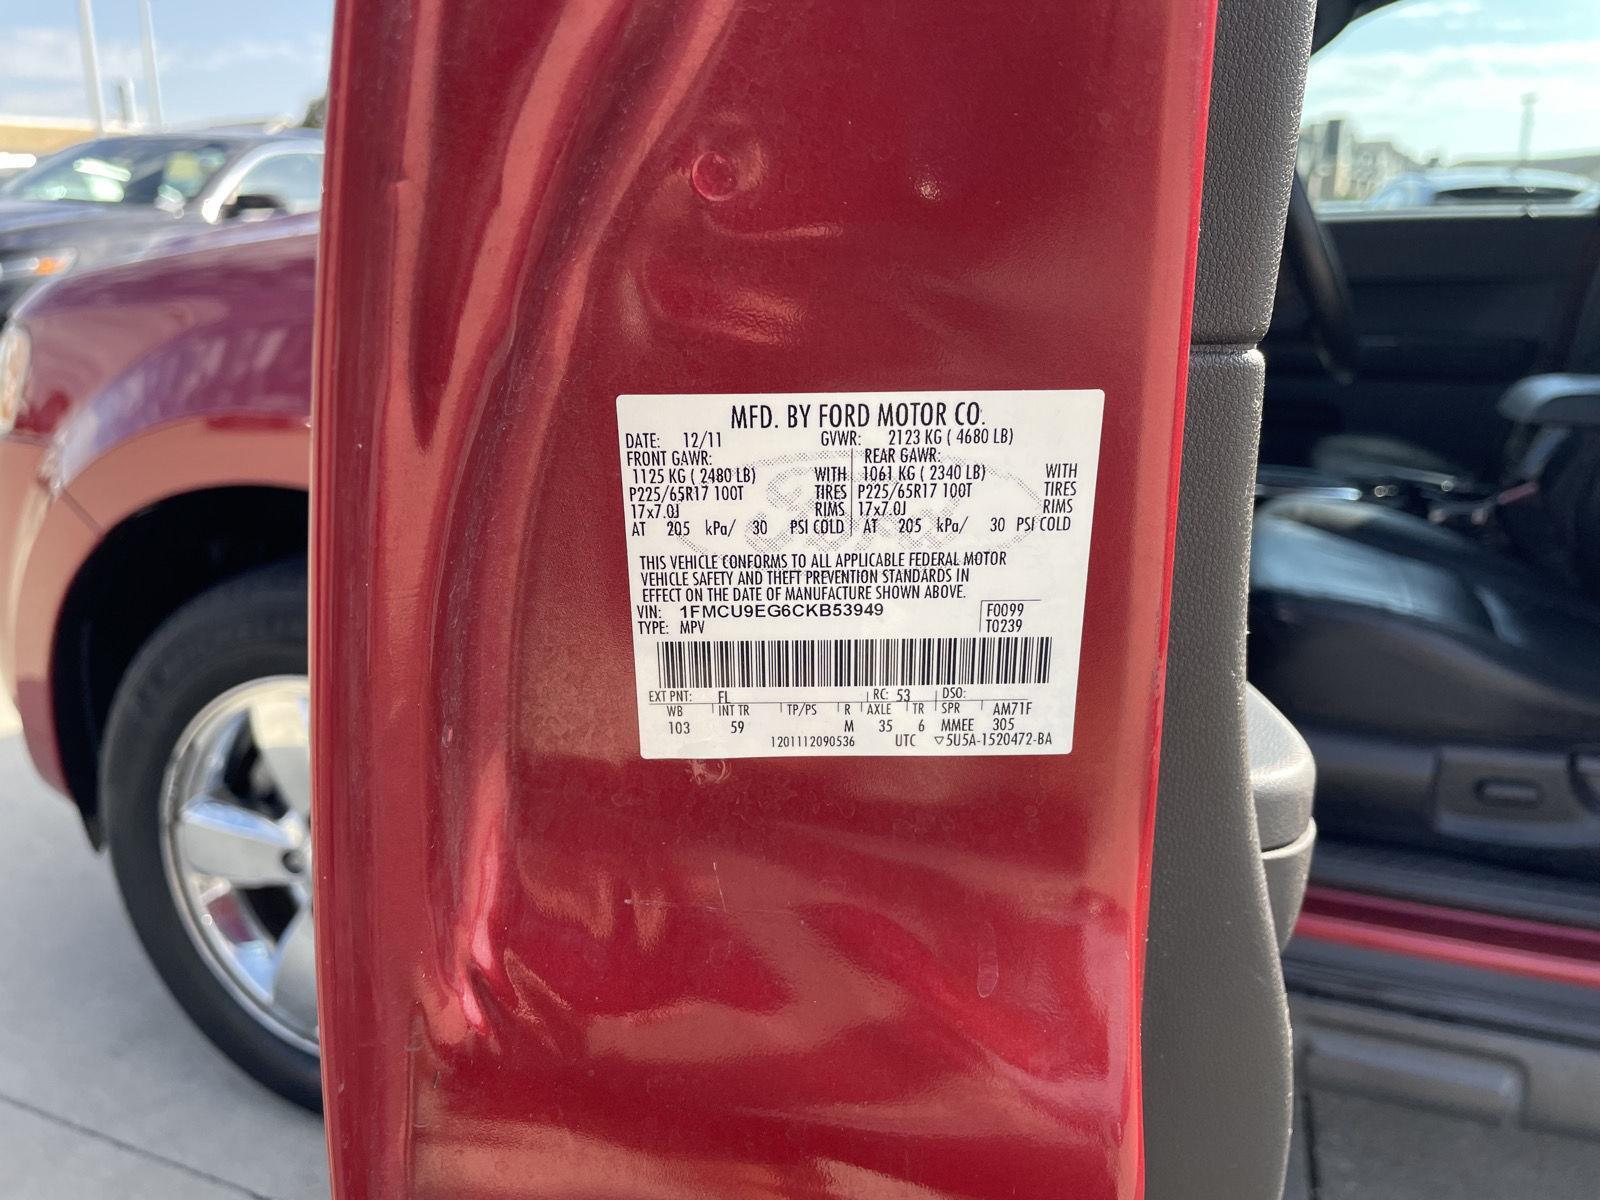 MFD. BY FORD MOTOR CO.
DATE: 12/11 GVWR: 2123 KG ( 4680 LB)
FRONT GAWR: REAR GAWR:
1125 KG ( 2480 LB) WITH 1061 KG ( 2340 LB) WITH
P225/65R17 100T TIRES P225/65R17 100T TIRES
17x7.0J RIMS 17x7.0J RIMS
AT 205 kPa/ 30 PSI COLD AT 205 kPa/ 30 PSI COLD
THIS VEHICLE CONFORMS TO ALL APPLICABLE FEDERAL MOTOR
VEHICLE SAFETY AND THEFT PREVENTION STANDARDS IN
EFFECT ON THE DATE OF MANUFACTURE SHOWN ABOVE.
VIN: 1FMCU9EG6CKB53949 F0099
TYPE: MPV T0239
EXT PNT: FL RC: 53 DSO:
WB INT TR TP/PS R AXLE TR SPR AM71F
103 59 M 35 6 MMEE 305
1201112090536 UTC ▽5U5A-1520472-BA